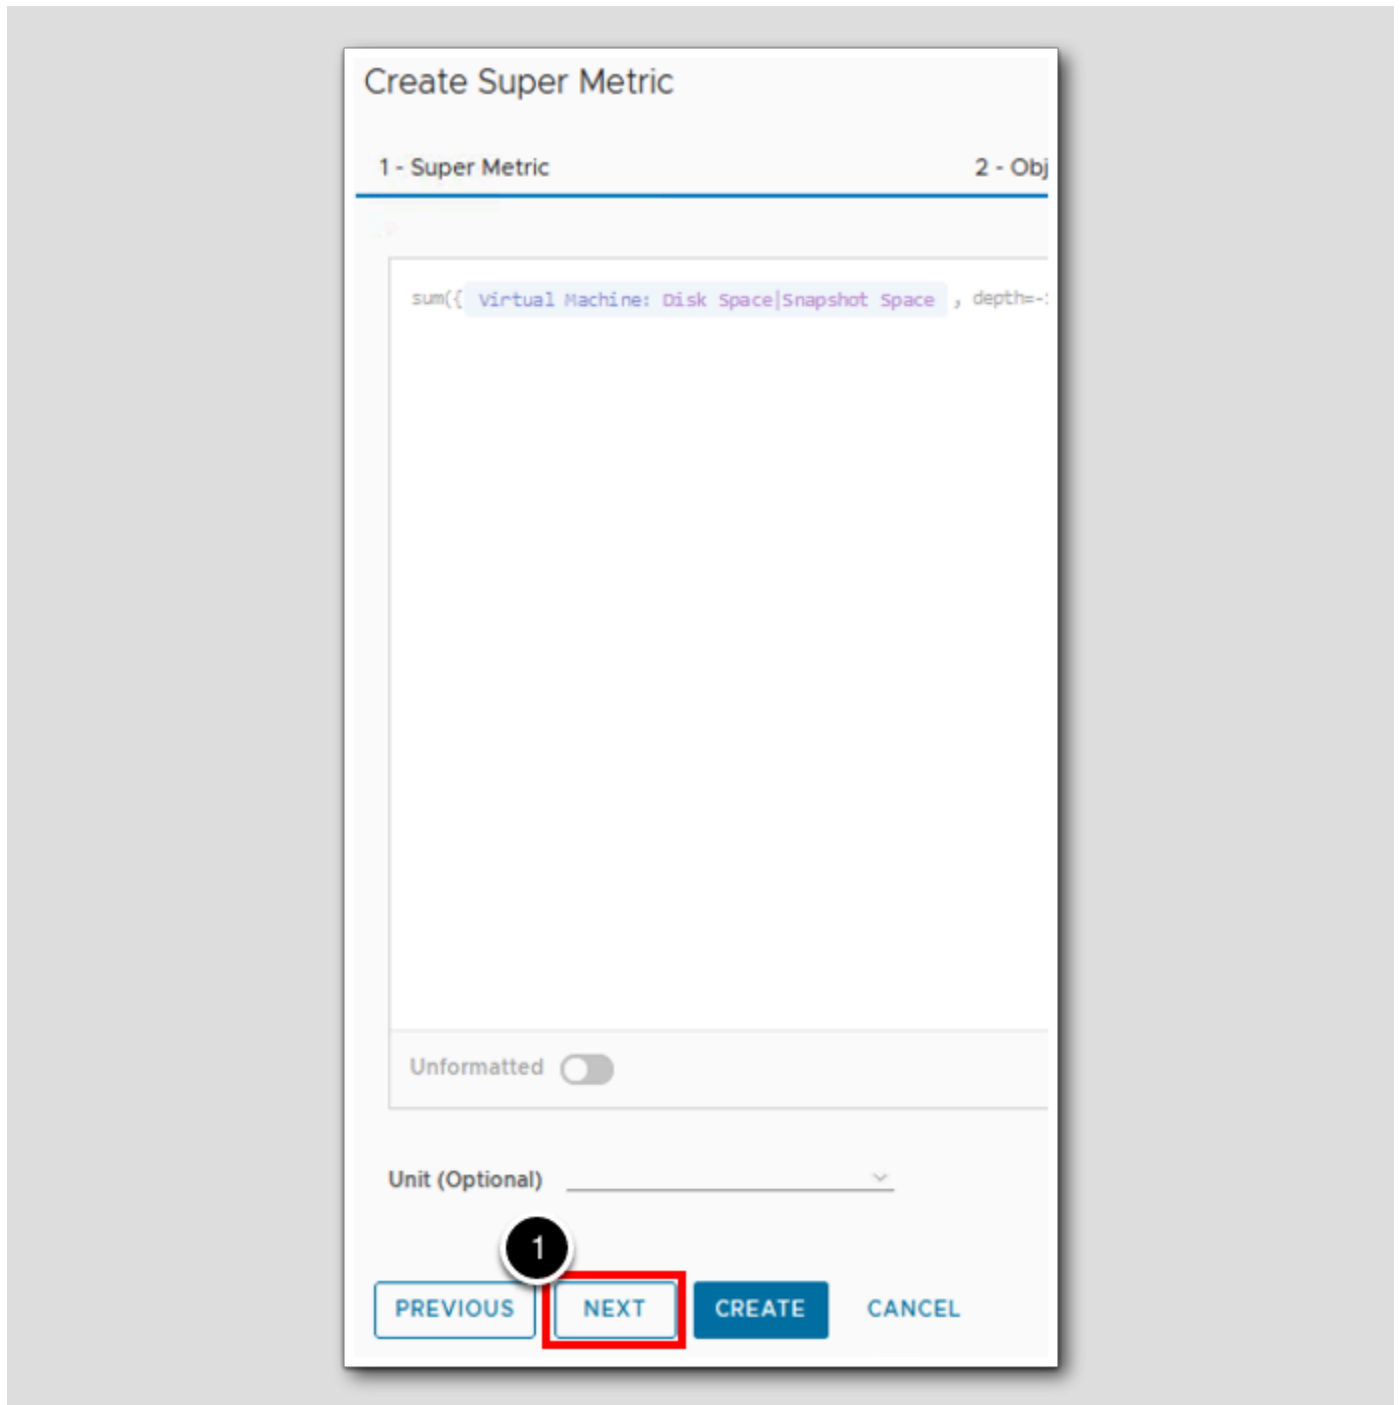 Create Super Metric
1 - Super Metric 2 - Obj
sum({ Virtual Machine: Disk Space|Snapshot Space , depth=-
Unformatted
Unit (Optional)
1
PREVIOUS NEXT CREATE CANCEL